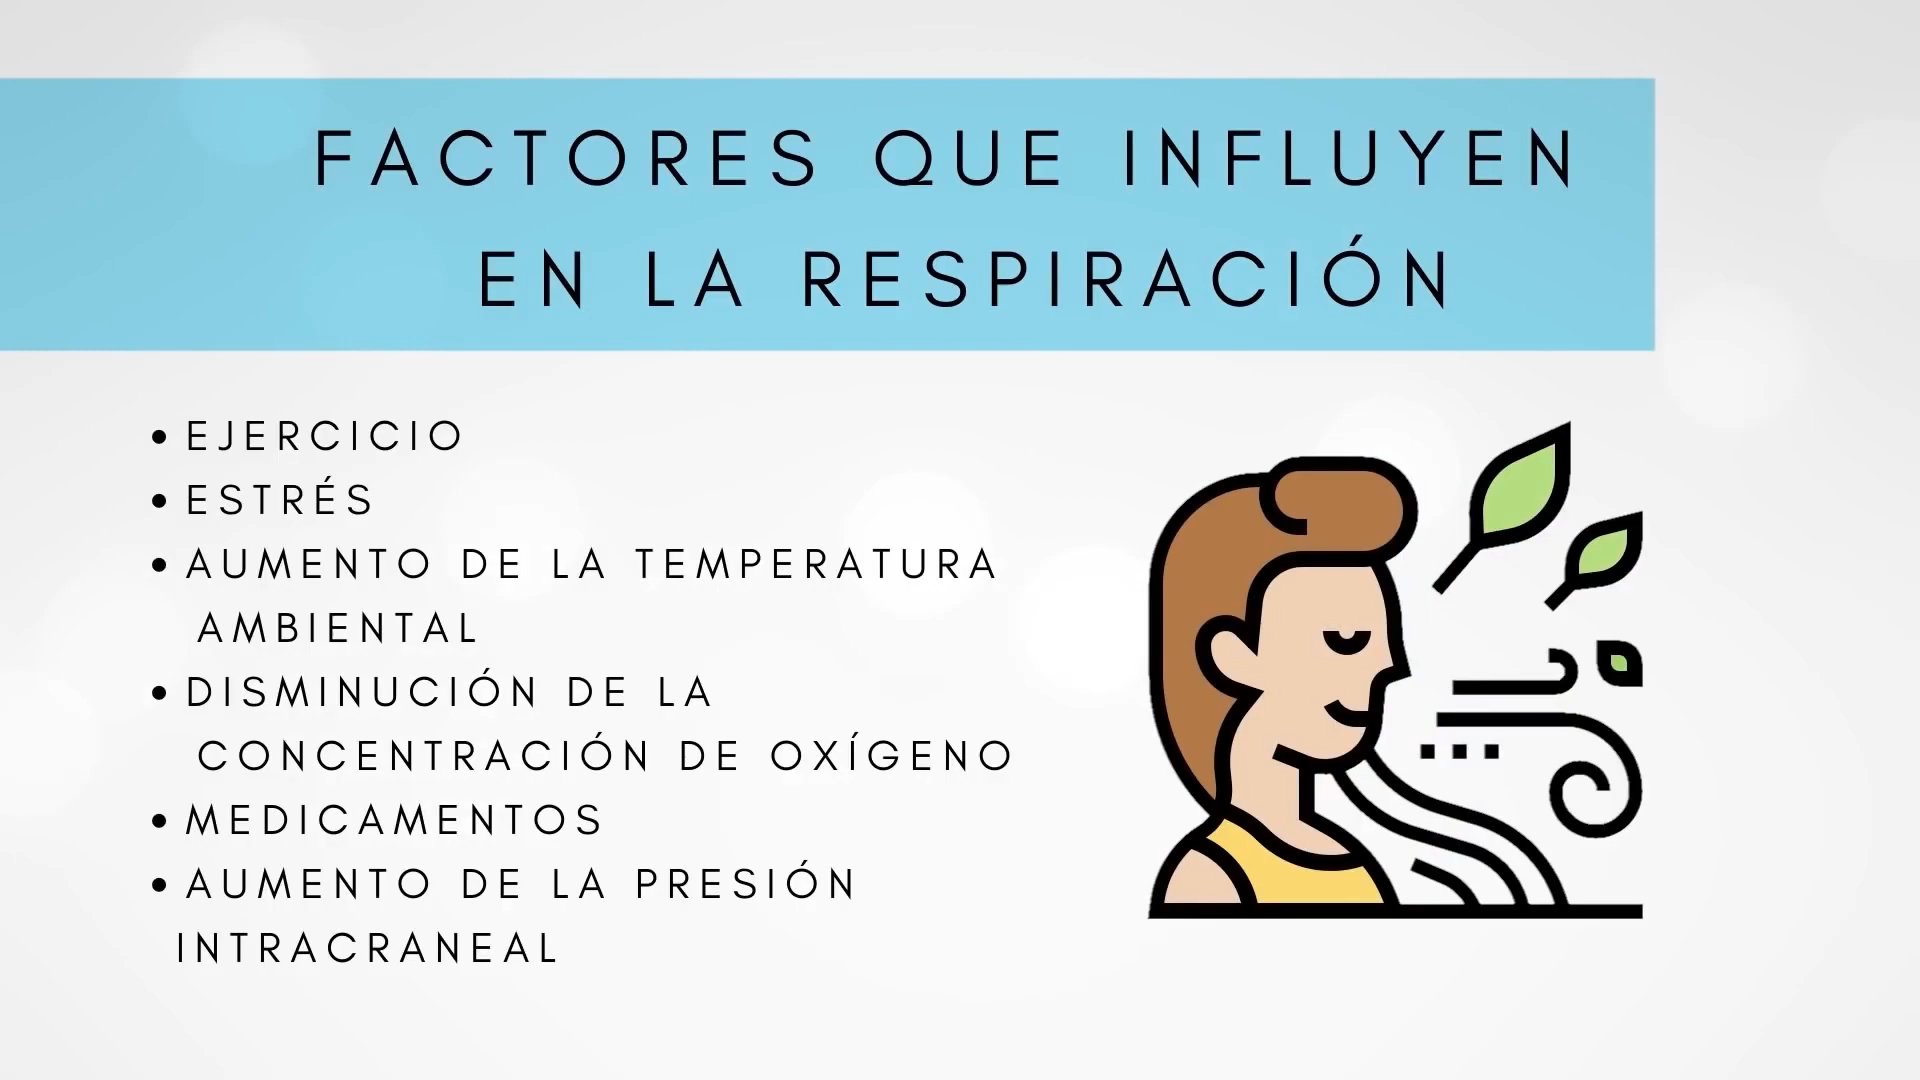 FACTORES QUE INFLUYEN
EN LA RESPIRACIÓN
• EJERCICIO
• ESTRÉS
• AUMENTO DE LA TEMPERATURA
AMBIENTAL
• DISMINUCIÓN DE LA
CONCENTRACIÓN DE OXÍGENO
• MEDICAMENTOS
• AUMENTO DE LA PRESIÓN
INTRACRANEAL